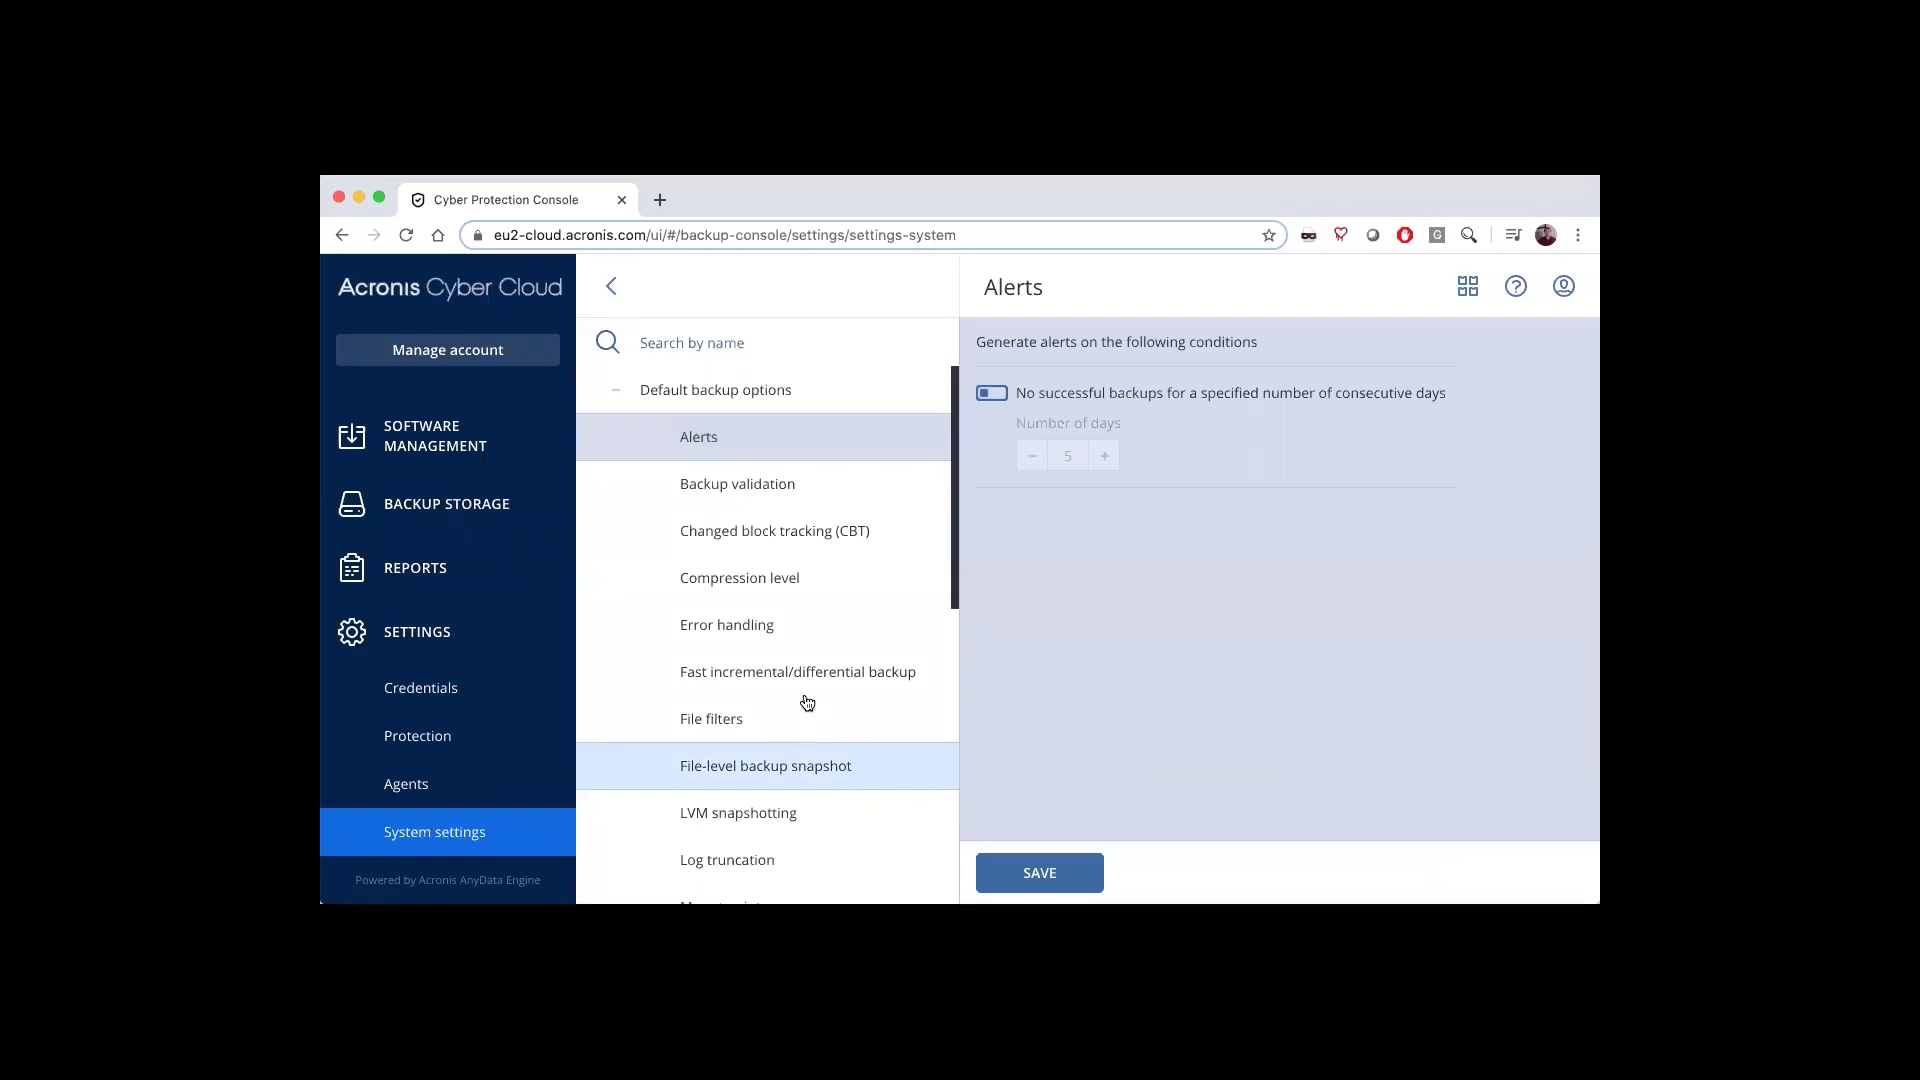 Cyber Protection Console
eu2-cloud.acronis.com/ui/#/backup-console/settings/settings-system
Acronis Cyber Cloud
Manage account
SOFTWARE
MANAGEMENT
BACKUP STORAGE
REPORTS
SETTINGS
Credentials
Protection
Agents
System settings
Powered by Acronis AnyData Engine
Search by name
Default backup options
Alerts
Backup validation
Changed block tracking (CBT)
Compression level
Error handling
Fast incremental/differential backup
File filters
File-level backup snapshot
LVM snapshotting
Log truncation
Alerts
Generate alerts on the following conditions
No successful backups for a specified number of consecutive days
Number of days
− 5 +
SAVE